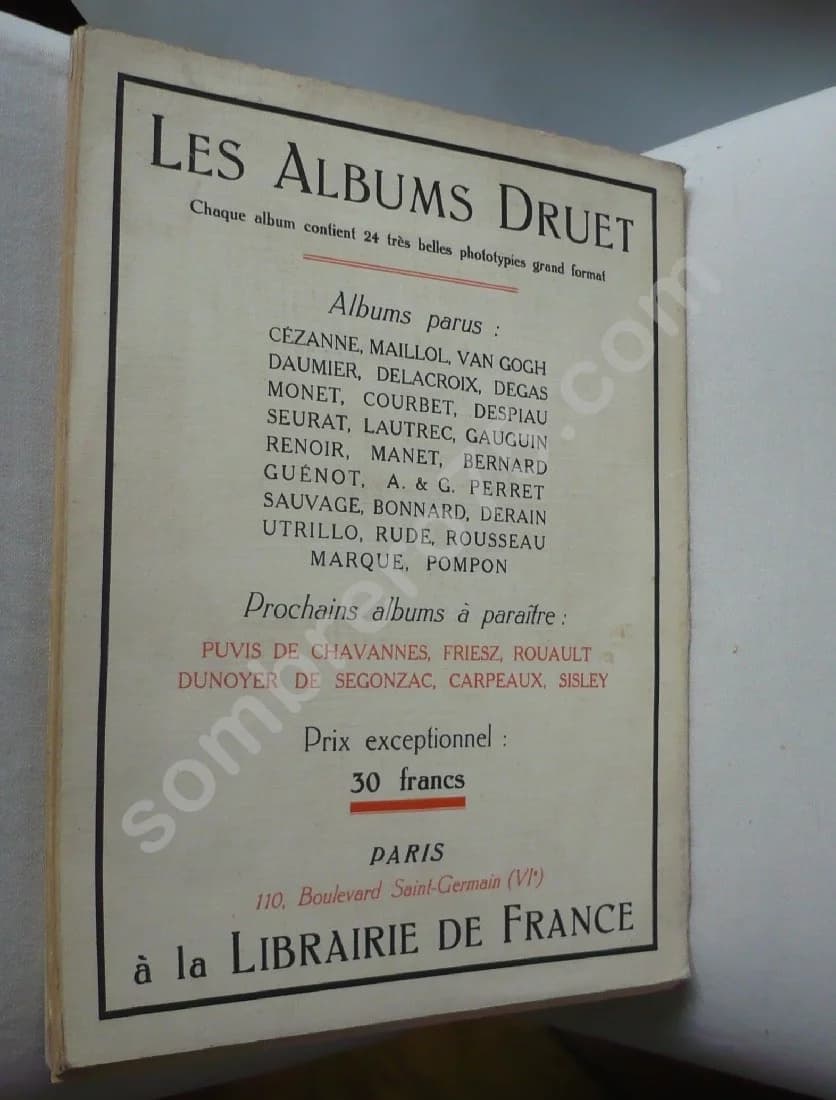 LES ALBUMS DRUET
Chaque album contient 24 très belles phototypies grand format
Albums parus :
CÉZANNE, MAILLOL, VAN GOGH
DAUMIER, DELACROIX, DEGAS
MONET, COURBET, DESPIAU
SEURAT, LAUTREC, GAUGUIN
RENOIR, MANET, BERNARD
GUÉNOT, A. & G. PERRET
SAUVAGE, BONNARD, DERAIN
UTRILLO, RUDE, ROUSSEAU
MARQUE, POMPON
Prochains albums à paraître :
PUVIS DE CHAVANNES, FRIESZ, ROUAULT
DUNOYER DE SEGONZAC, CARPEAUX, SISLEY
Prix exceptionnel :
30 francs
PARIS
110, Boulevard Saint-Germain (VIe)
à la LIBRAIRIE DE FRANCE